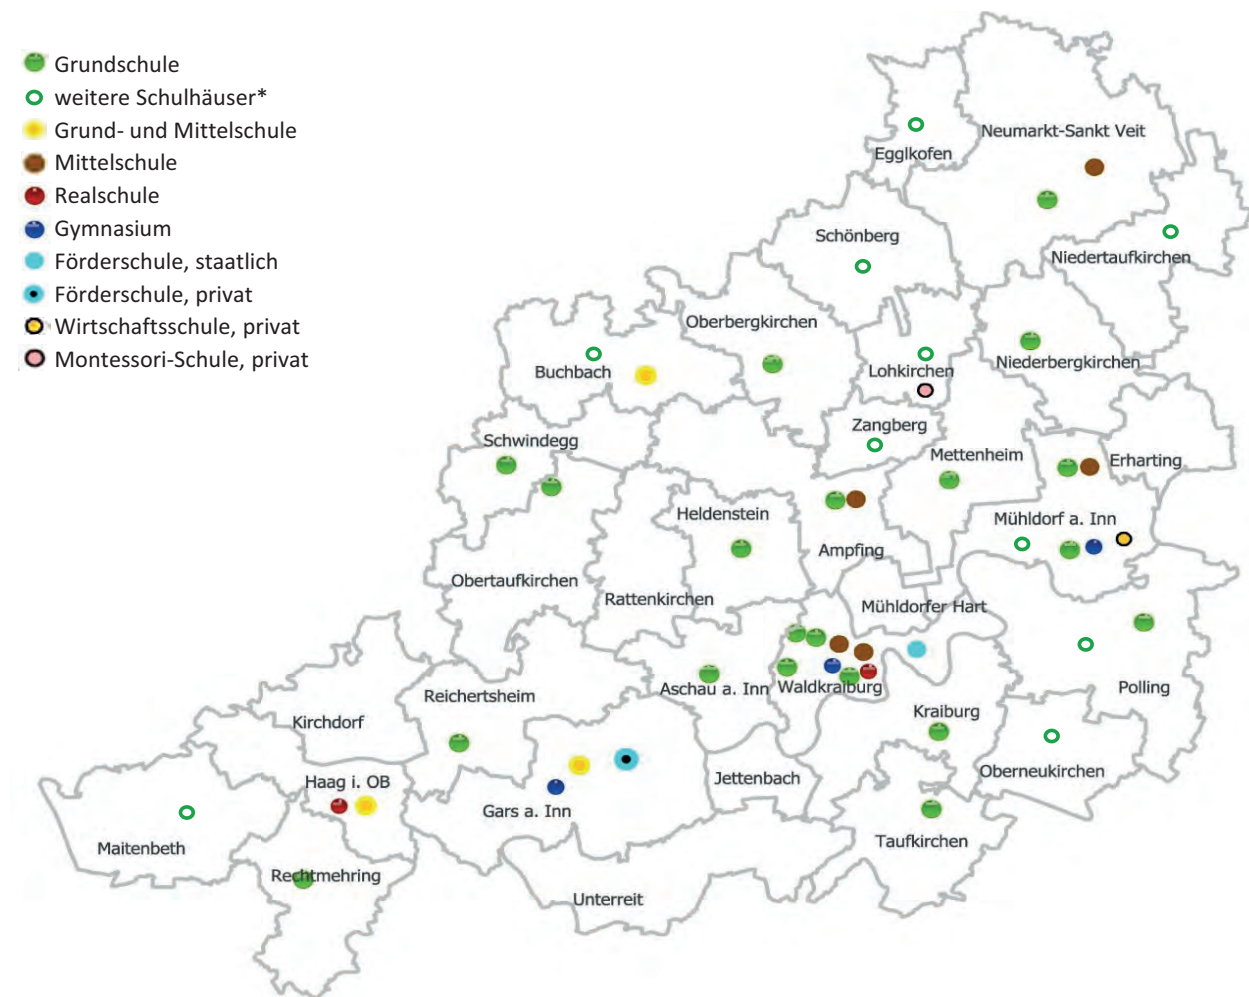 Grundschule
weitere Schulhäuser*
Grund- und Mittelschule
Mittelschule
Realschule
Gymnasium
Förderschule, staatlich
Förderschule, privat
Wirtschaftsschule, privat
Montessori-Schule, privat
Neumarkt-Sankt Veit
Egglkofen
Schönberg
Niedertaufkirchen
Oberbergkirchen
Niederbergkirchen
Lohkirchen
Buchbach
Zangberg
Schwindegg
Mettenheim
Erharting
Heldenstein
Mühldorf a. Inn
Ampfing
Obertaufkirchen
Rattenkirchen
Mühldorfer Hart
Aschau a. Inn
Waldkraiburg
Polling
Reichertsheim
Kraiburg
Kirchdorf
Oberneukirchen
Jettenbach
Haag i. OB
Gars a. Inn
Taufkirchen
Maitenbeth
Rechtmehring
Unterreit